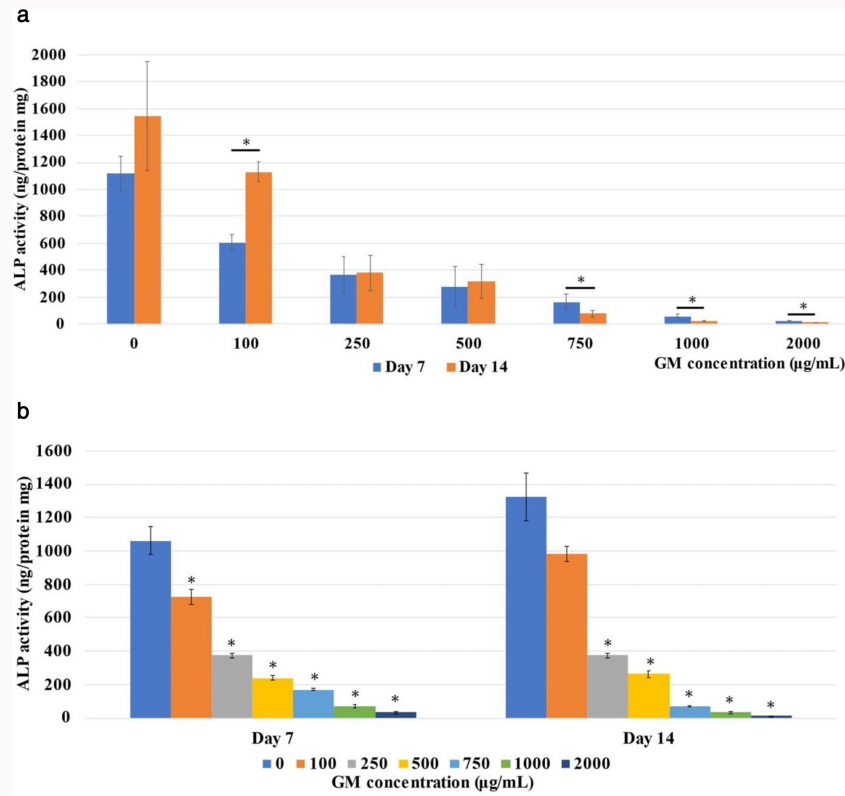 a
ALP activity (ng/protein mg)
2000
1800
1600
1400
1200
1000
800
600
400
200
0
*
*
*
*
0 100 250 500 750 1000 2000
Day 7 Day 14 GM concentration (µg/mL)
b
ALP activity (ng/protein mg)
1600
1400
1200
1000
800
600
400
200
0
* * * * * *
* * * * *
Day 7 Day 14
0 100 250 500 750 1000 2000
GM concentration (µg/mL)